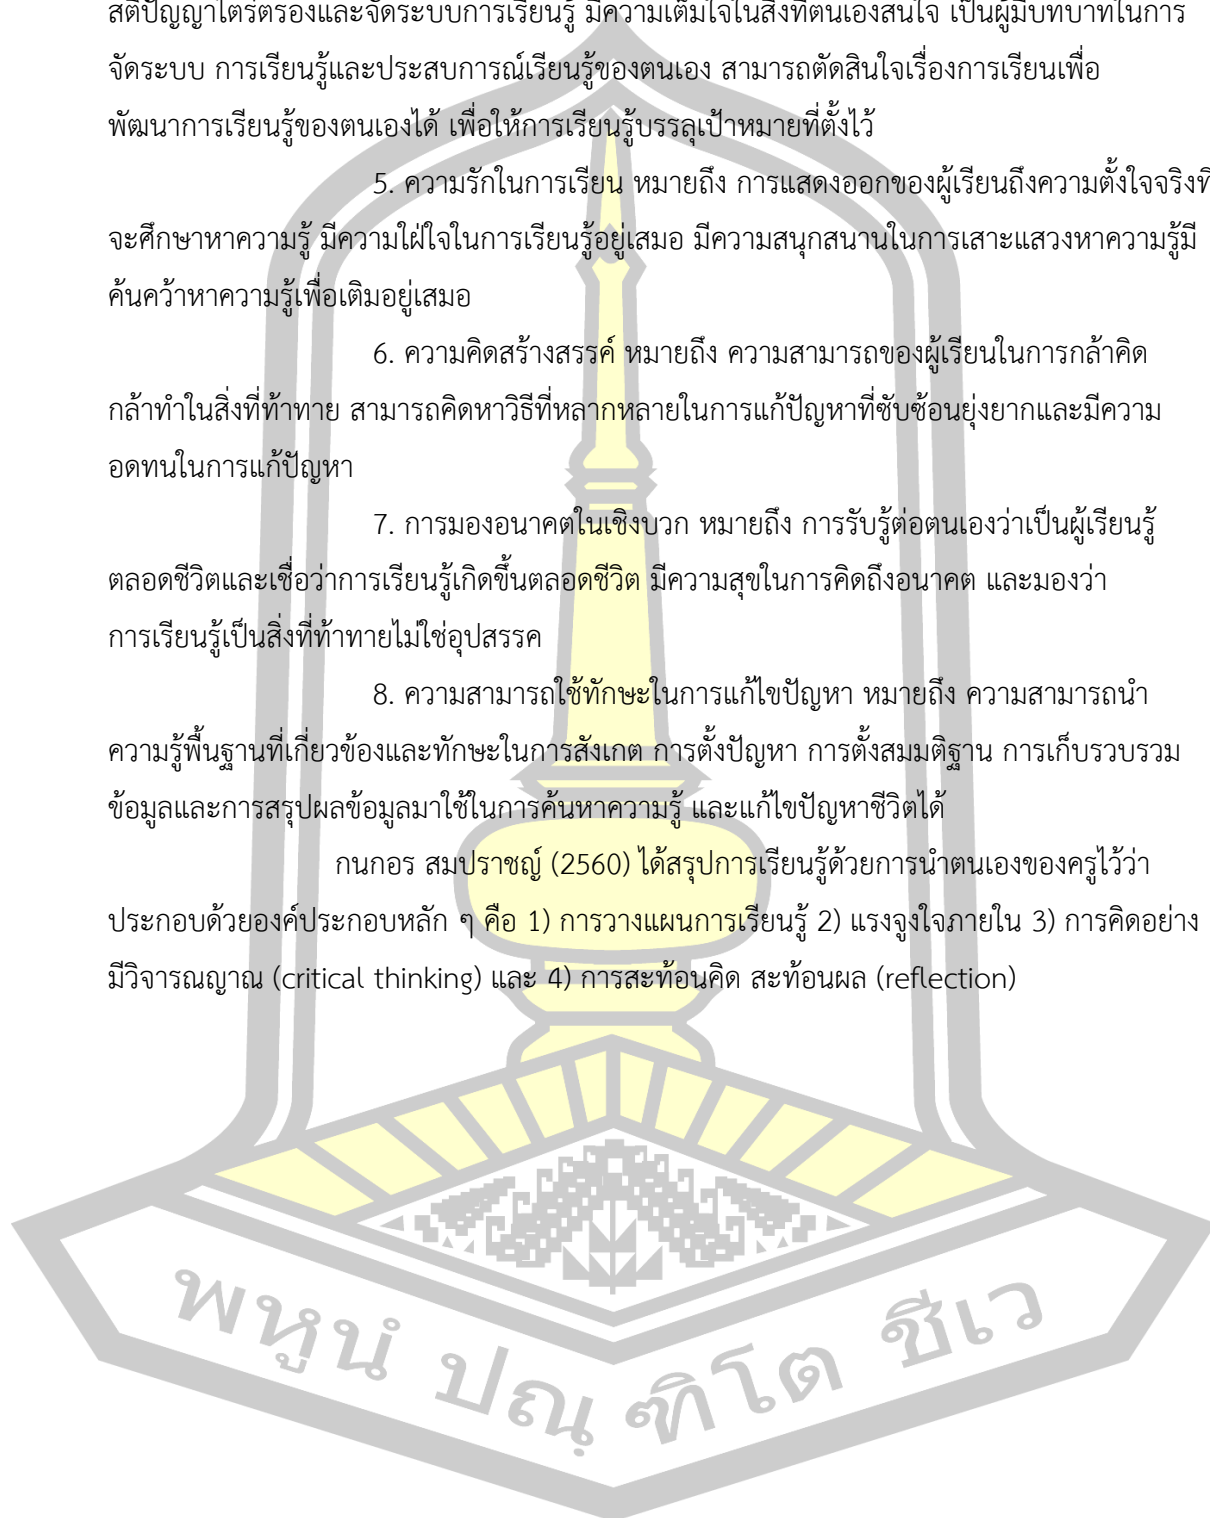 สติปัญญาไตร่ตรองและจัดระบบการเรียนรู้ มีความเต็มใจในสิ่งที่ตนเองสนใจ เป็นผู้มีบทบาทในการ
จัดระบบ การเรียนรู้และประสบการณ์เรียนรู้ของตนเอง สามารถตัดสินใจเรื่องการเรียนเพื่อ
พัฒนาการเรียนรู้ของตนเองได้ เพื่อให้การเรียนรู้บรรลุเป้าหมายที่ตั้งไว้
5. ความรักในการเรียน หมายถึง การแสดงออกของผู้เรียนถึงความตั้งใจจริงที่
จะศึกษาหาความรู้ มีความใฝ่ใจในการเรียนรู้อยู่เสมอ มีความสนุกสนานในการเสาะแสวงหาความรู้มี
ค้นคว้าหาความรู้เพื่อเติมอยู่เสมอ
6. ความคิดสร้างสรรค์ หมายถึง ความสามารถของผู้เรียนในการกล้าคิด
กล้าทำในสิ่งที่ท้าทาย สามารถคิดหาวิธีที่หลากหลายในการแก้ปัญหาที่ซับซ้อนยุ่งยากและมีความ
อดทนในการแก้ปัญหา
7. การมองอนาคตในเชิงบวก หมายถึง การรับรู้ต่อตนเองว่าเป็นผู้เรียนรู้
ตลอดชีวิตและเชื่อว่าการเรียนรู้เกิดขึ้นตลอดชีวิต มีความสุขในการคิดถึงอนาคต และมองว่า
การเรียนรู้เป็นสิ่งที่ท้าทายไม่ใช่อุปสรรค
8. ความสามารถใช้ทักษะในการแก้ไขปัญหา หมายถึง ความสามารถนำ
ความรู้พื้นฐานที่เกี่ยวข้องและทักษะในการสังเกต การตั้งปัญหา การตั้งสมมติฐาน การเก็บรวบรวม
ข้อมูลและการสรุปผลข้อมูลมาใช้ในการค้นหาความรู้ และแก้ไขปัญหาชีวิตได้
กนกอร สมปราชญ์ (2560) ได้สรุปการเรียนรู้ด้วยการนำตนเองของครูไว้ว่า
ประกอบด้วยองค์ประกอบหลัก ๆ คือ 1) การวางแผนการเรียนรู้ 2) แรงจูงใจภายใน 3) การคิดอย่าง
มีวิจารณญาณ (critical thinking) และ 4) การสะท้อนคิด สะท้อนผล (reflection)
พหูนํ ปณฺฑิโต ชีเว